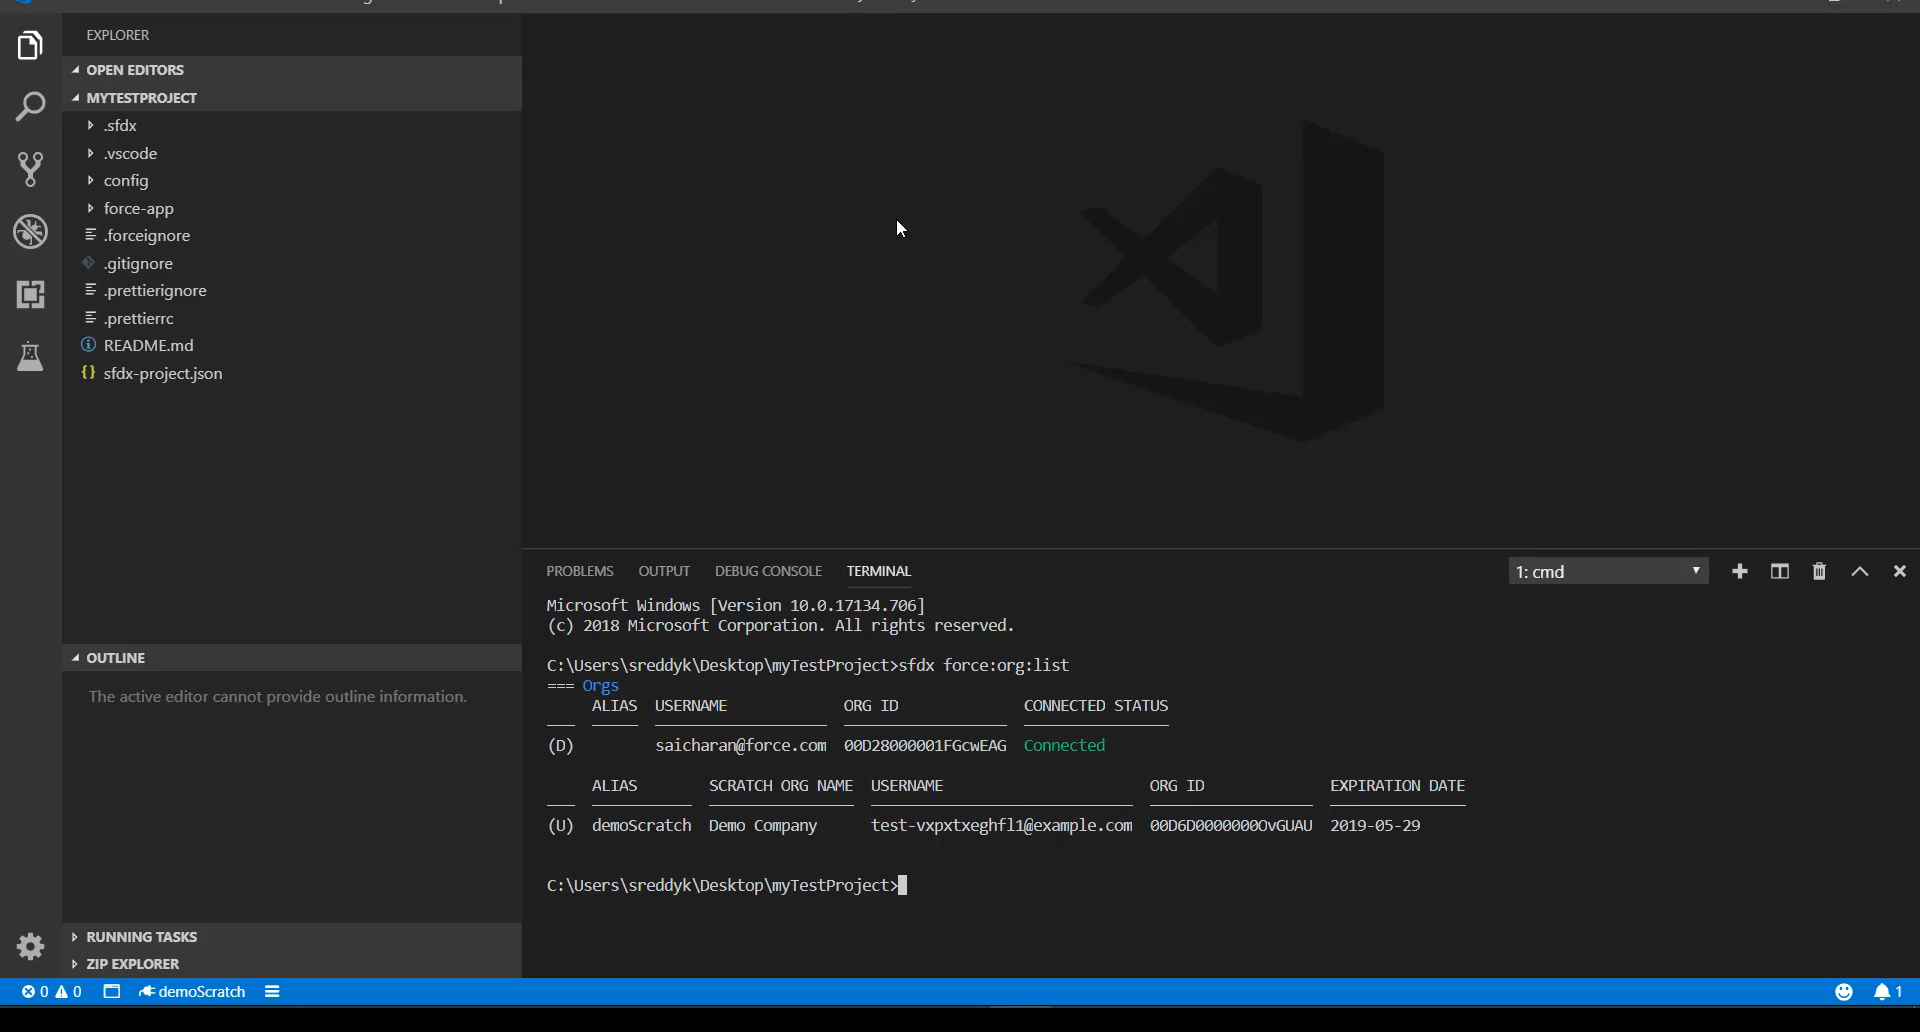 EXPLORER
OPEN EDITORS
MYTESTPROJECT
.sfdx
.vscode
config
force-app
.forceignore
.gitignore
.prettierignore
.prettierrc
README.md
sfdx-project.json
OUTLINE
The active editor cannot provide outline information.
RUNNING TASKS
ZIP EXPLORER
PROBLEMS OUTPUT DEBUG CONSOLE TERMINAL 1: cmd
Microsoft Windows [Version 10.0.17134.706]
(c) 2018 Microsoft Corporation. All rights reserved.
C:\Users\sreddyk\Desktop\myTestProject>sfdx force:org:list
=== Orgs
ALIAS USERNAME ORG ID CONNECTED STATUS
(D) saicharan@force.com 00D28000001FGcwEAG Connected
ALIAS SCRATCH ORG NAME USERNAME ORG ID EXPIRATION DATE
(U) demoScratch Demo Company test-vxpxtxeghfl1@example.com 00D6D0000000OvGUAU 2019-05-29
C:\Users\sreddyk\Desktop\myTestProject>
0 0 demoScratch 1